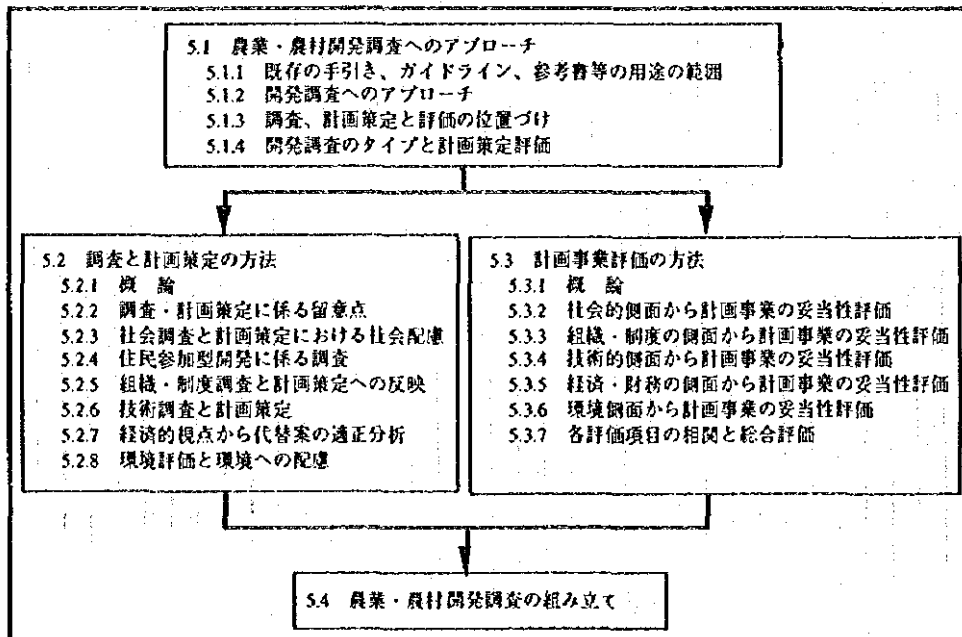 5.1 農業・農村開発調査へのアプローチ
5.1.1 既存の手引き、ガイドライン、参考書等の用途の範囲
5.1.2 開発調査へのアプローチ
5.1.3 調査、計画策定と評価の位置づけ
5.1.4 開発調査のタイプと計画策定評価
5.2 調査と計画策定の方法
5.2.1 概 論
5.2.2 調査・計画策定に係る留意点
5.2.3 社会調査と計画策定における社会配慮
5.2.4 住民参加型開発に係る調査
5.2.5 組織・制度調査と計画策定への反映
5.2.6 技術調査と計画策定
5.2.7 経済的視点から代替案の適正分析
5.2.8 環境評価と環境への配慮
5.3 計画事業評価の方法
5.3.1 概 論
5.3.2 社会的側面から計画事業の妥当性評価
5.3.3 組織・制度の側面から計画事業の妥当性評価
5.3.4 技術的側面から計画事業の妥当性評価
5.3.5 経済・財務の側面から計画事業の妥当性評価
5.3.6 環境側面から計画事業の妥当性評価
5.3.7 各評価項目の相関と総合評価
5.4 農業・農村開発調査の組み立て